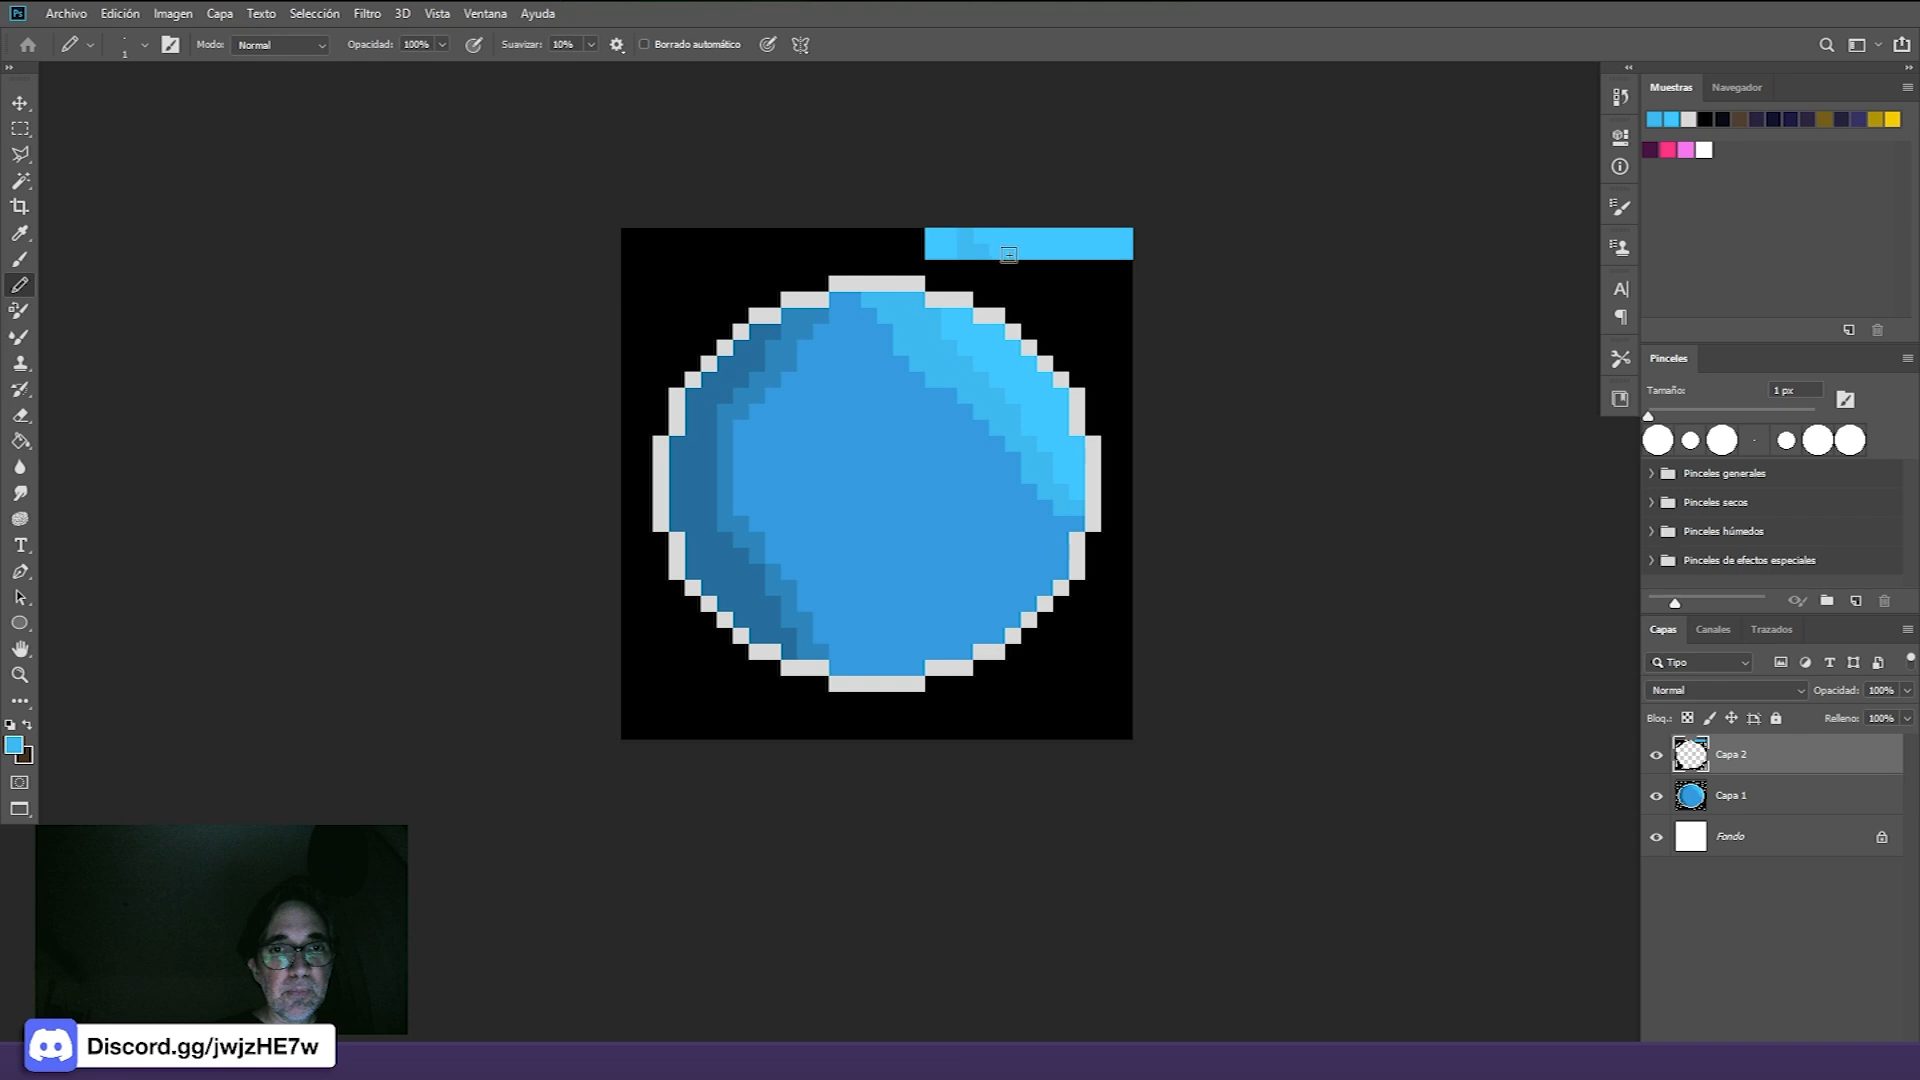 Ps Archivo Edición Imagen Capa Texto Selección Filtro 3D Vista Ventana Ayuda
1 Modo: Normal Opacidad: 100% Suavizar: 10% Borrado automático
Muestras Navegador
Pinceles
Tamaño: 1 px
Pinceles generales
Pinceles secos
Pinceles húmedos
Pinceles de efectos especiales
Capas Canales Trazados
Tipo
Normal Opacidad: 100%
Bloq.: Relleno: 100%
Capa 2
Capa 1
Fondo
Discord.gg/jwjzHE7w